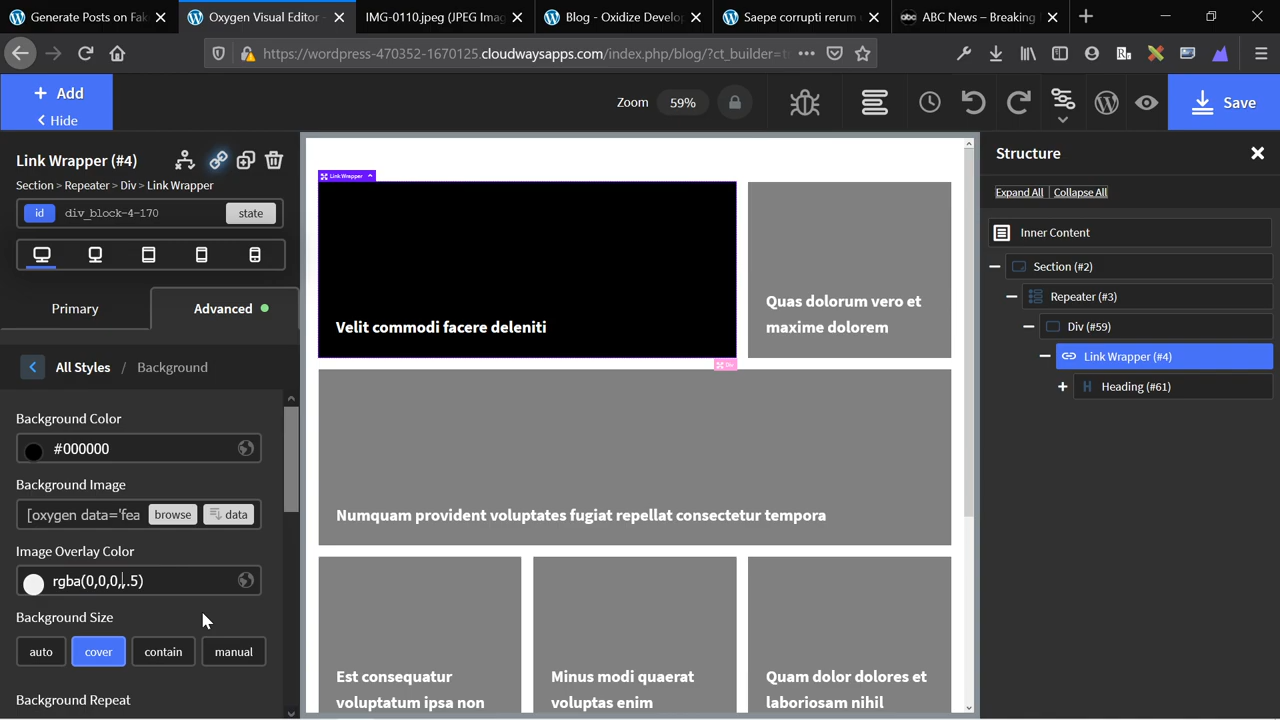 Generate Posts on Fak
Oxygen Visual Editor -
IMG-0110.jpeg (JPEG Imag
Blog - Oxidize Develop
Saepe corrupti rerum
ABC News – Breaking
https://wordpress-470352-1670125.cloudwaysapps.com/index.php/blog/?ct_builder=t
+ Add
< Hide
Zoom
59%
Save
Link Wrapper (#4)
Section > Repeater > Div > Link Wrapper
id
div_block-4-170
state
Primary
Advanced
All Styles / Background
Background Color
#000000
Background Image
[oxygen data='fea
browse
data
Image Overlay Color
rgba(0,0,0,,.5)
Background Size
auto
cover
contain
manual
Background Repeat
Link Wrapper
Velit commodi facere deleniti
Quas dolorum vero et
maxime dolorem
Numquam provident voluptates fugiat repellat consectetur tempora
Est consequatur
voluptatum ipsa non
Minus modi quaerat
voluptas enim
Quam dolor dolores et
laboriosam nihil
Structure
Expand All
Collapse All
Inner Content
Section (#2)
Repeater (#3)
Div (#59)
Link Wrapper (#4)
Heading (#61)